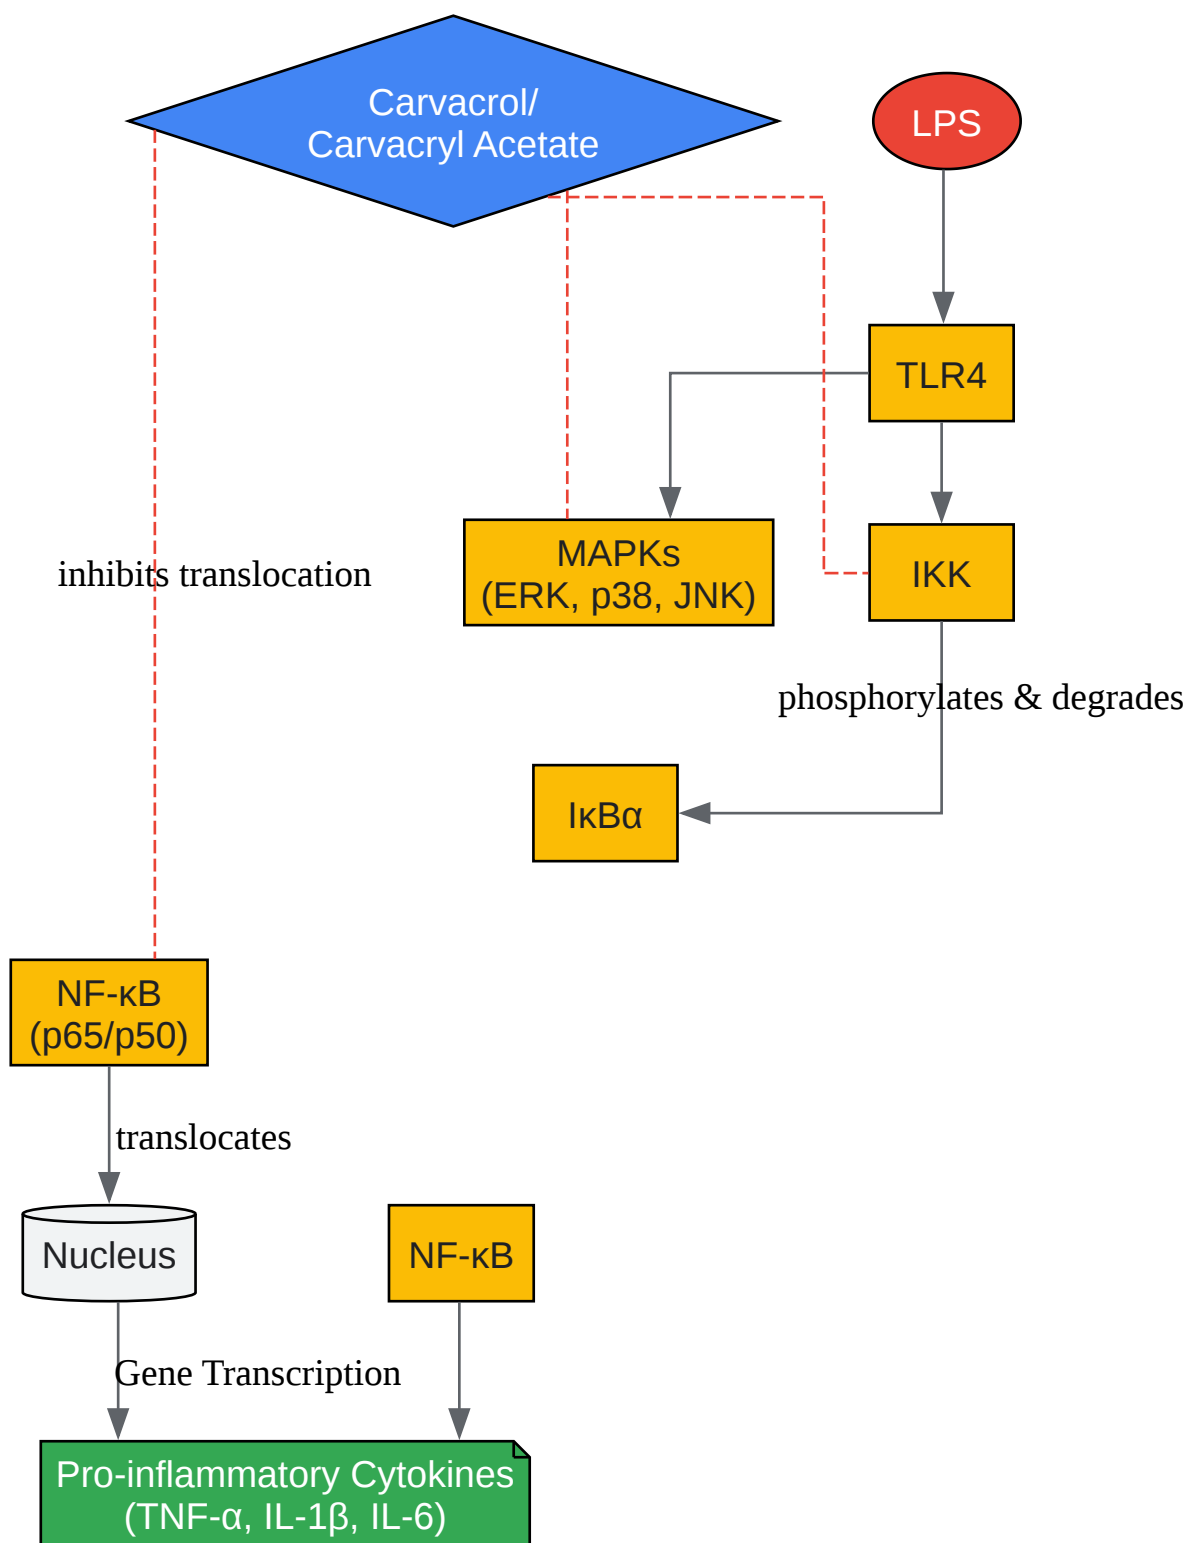 Carvacrol/
Carvacryl Acetate
LPS
TLR4
MAPKs
(ERK, p38, JNK)
IKK
inhibits translocation
phosphorylates & degrades
IκBα
NF-κB
(p65/p50)
translocates
Nucleus
NF-κB
Gene Transcription
Pro-inflammatory Cytokines
(TNF-α, IL-1β, IL-6)